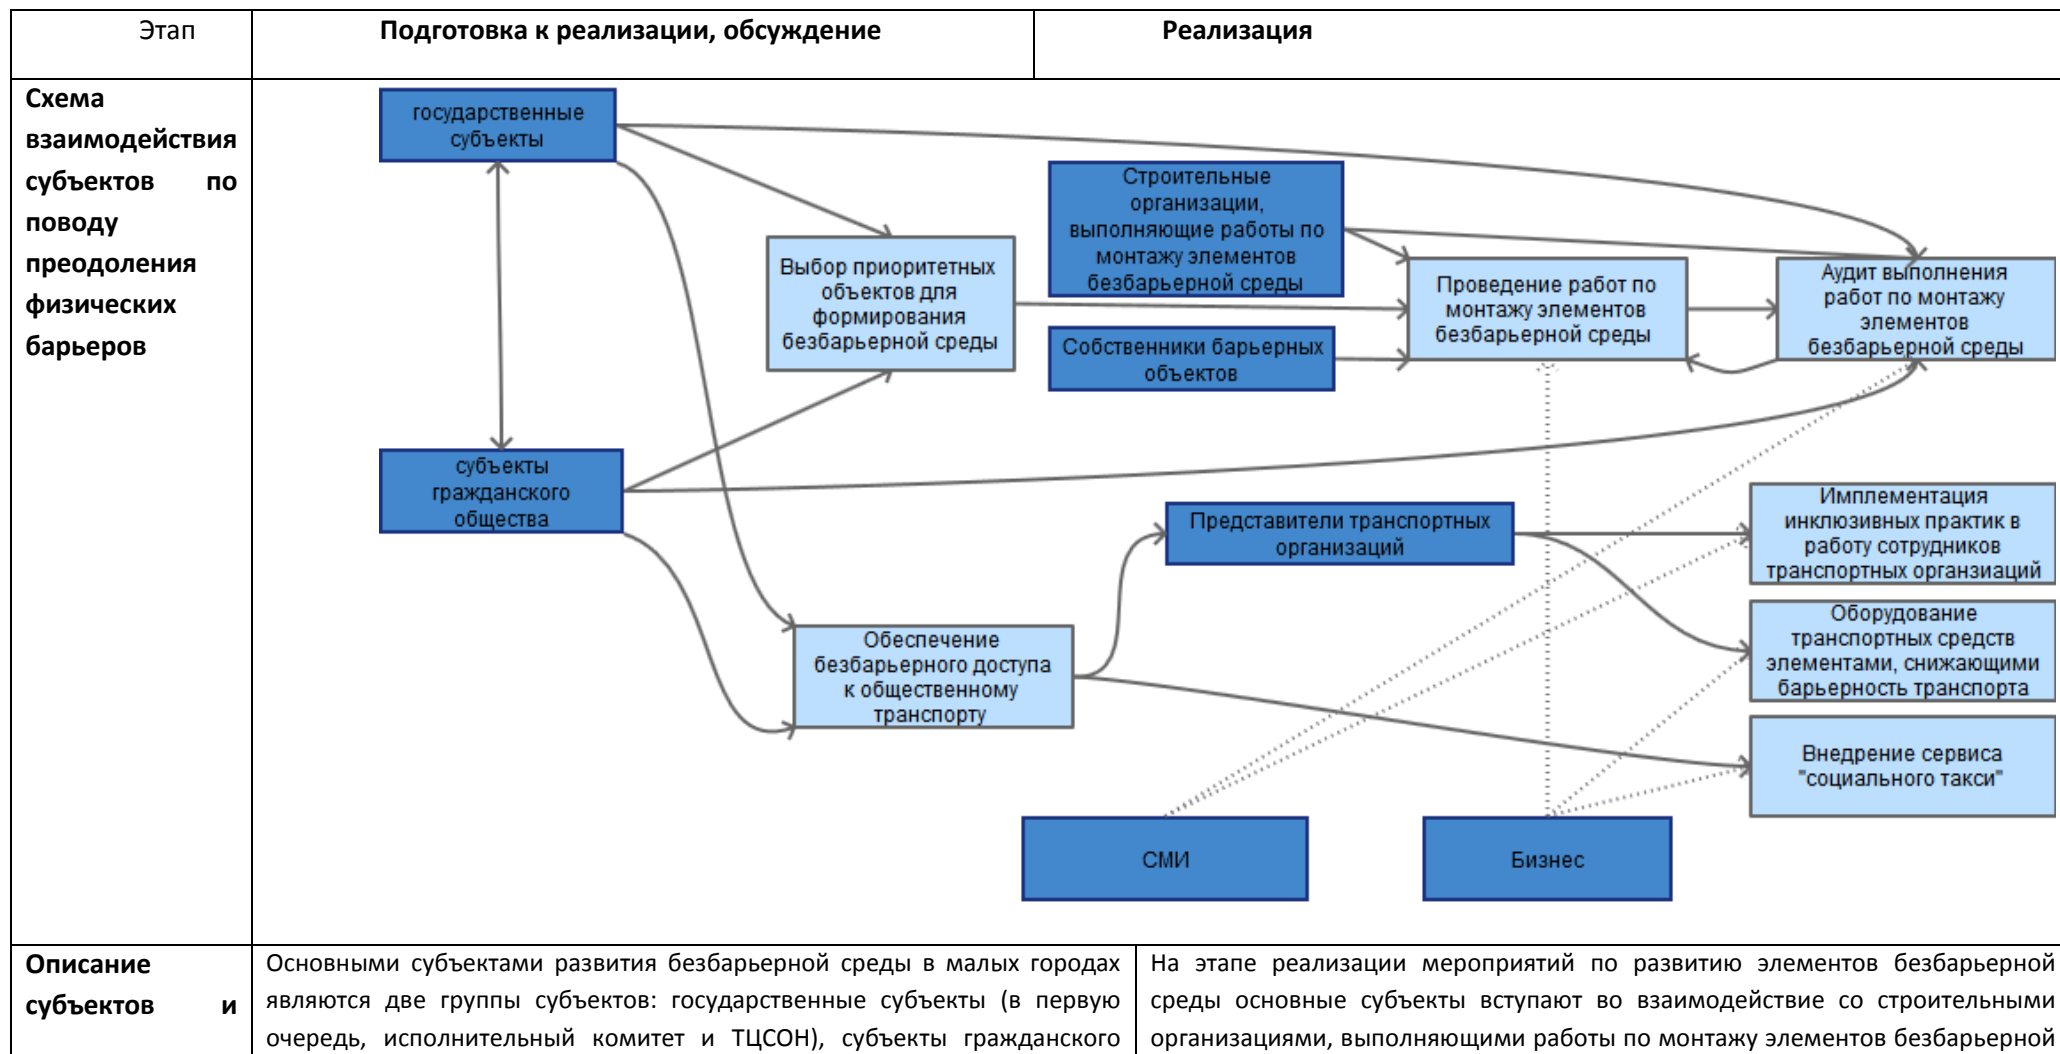 Этап
Подготовка к реализации, обсуждение
Реализация
Схема
взаимодействия
субъектов по
поводу
преодоления
физических
барьеров
государственные
субъекты
Строительные
организации,
выполняющие работы по
монтажу элементов
безбарьерной среды
Выбор приоритетных
объектов для
формирования
безбарьерной среды
Проведение работ по
монтажу элементов
безбарьерной среды
Аудит выполнения
работ по монтажу
элементов
безбарьерной среды
Собственники барьерных
объектов
субъекты
гражданского
общества
Представители транспортных
организаций
Имплементация
инклюзивных практик в
работу сотрудников
транспортных органзиаций
Обеспечение
безбарьерного доступа
к общественному
транспорту
Оборудование
транспортных средств
элементами, снижающими
барьерность транспорта
Внедрение сервиса
"социального такси"
СМИ
Бизнес
Описание
субъектов и
Основными субъектами развития безбарьерной среды в малых городах
являются две группы субъектов: государственные субъекты (в первую
очередь, исполнительный комитет и ТЦСОН), субъекты гражданского
На этапе реализации мероприятий по развитию элементов безбарьерной
среды основные субъекты вступают во взаимодействие со строительными
организациями, выполняющими работы по монтажу элементов безбарьерной